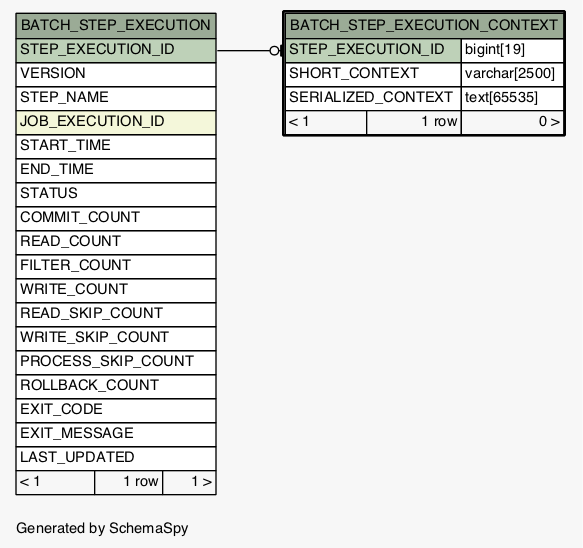 BATCH_STEP_EXECUTION
STEP_EXECUTION_ID
VERSION
STEP_NAME
JOB_EXECUTION_ID
START_TIME
END_TIME
STATUS
COMMIT_COUNT
READ_COUNT
FILTER_COUNT
WRITE_COUNT
READ_SKIP_COUNT
WRITE_SKIP_COUNT
PROCESS_SKIP_COUNT
ROLLBACK_COUNT
EXIT_CODE
EXIT_MESSAGE
LAST_UPDATED
< 1 1 row 1 >
BATCH_STEP_EXECUTION_CONTEXT
STEP_EXECUTION_ID bigint[19]
SHORT_CONTEXT varchar[2500]
SERIALIZED_CONTEXT text[65535]
< 1 1 row 0 >
Generated by SchemaSpy